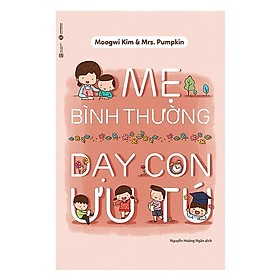 Moogwi Kim & Mrs. Pumpkin
MẸ
BÌNH THƯỜNG
DẠY CON
ƯU TÚ
Nguyễn Hoàng Ngân dịch